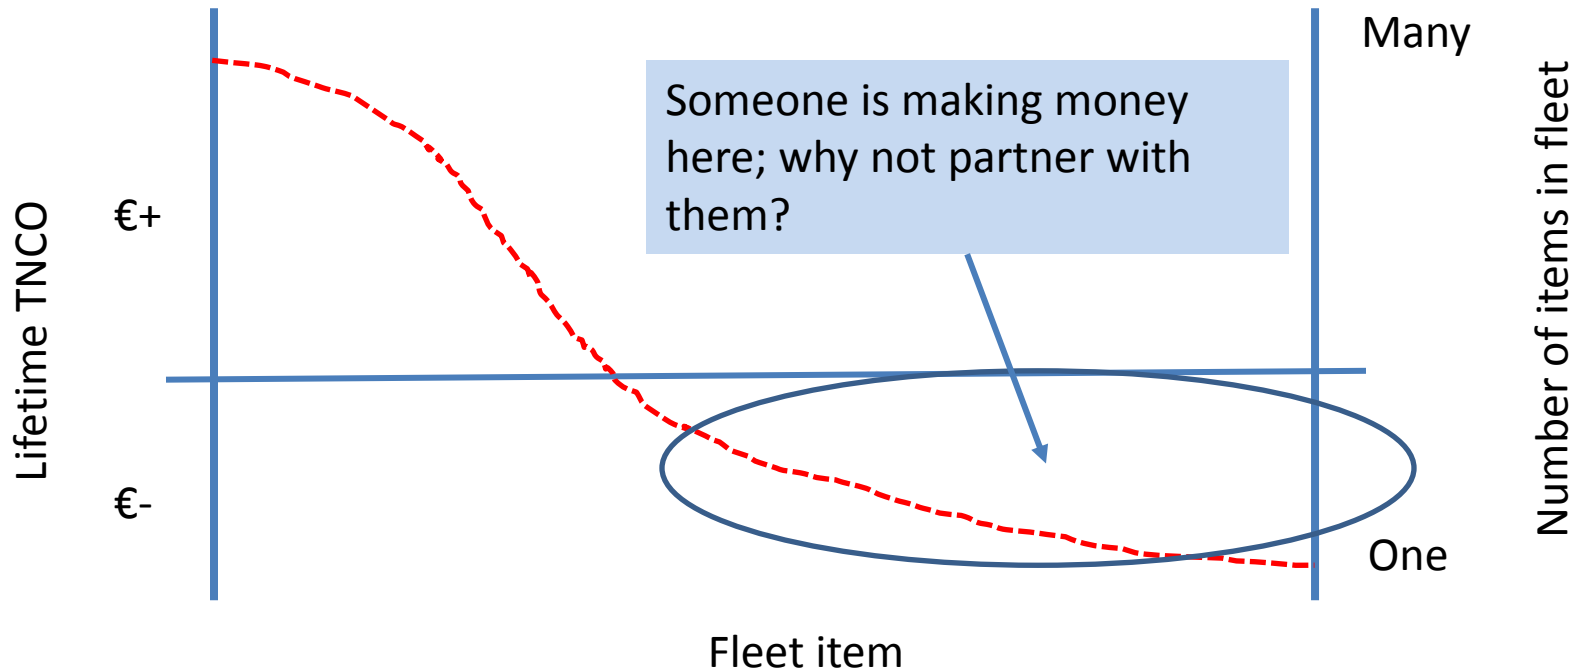 Many
Someone is making money
here; why not partner with
them?
€+
Lifetime TNCO
€-
Number of items in fleet
One
Fleet item